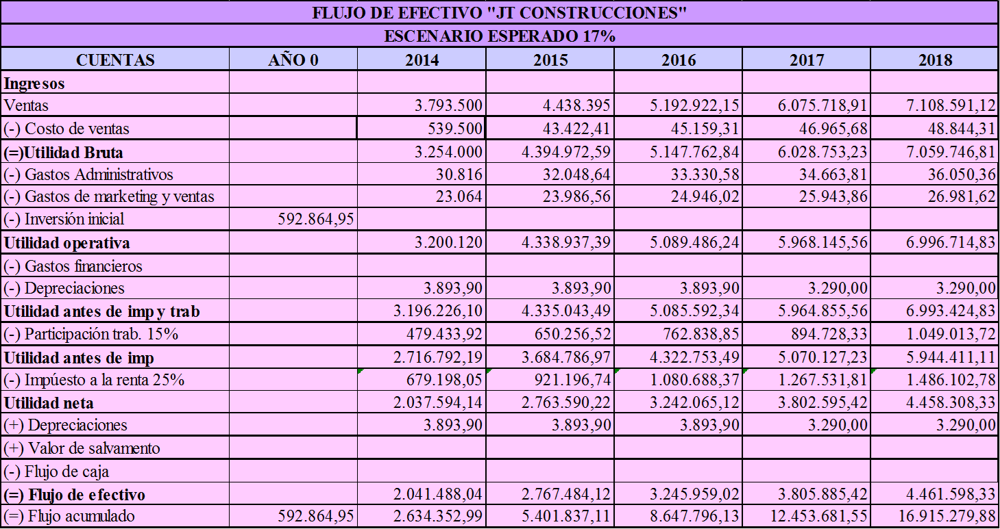 FLUJO DE EFECTIVO "JT CONSTRUCCIONES"
ESCENARIO ESPERADO 17%
CUENTAS AÑO 0 2014 2015 2016 2017 2018
Ingresos
Ventas 3.793.500 4.438.395 5.192.922,15 6.075.718,91 7.108.591,12
(-) Costo de ventas 539.500 43.422,41 45.159,31 46.965,68 48.844,31
(=)Utilidad Bruta 3.254.000 4.394.972,59 5.147.762,84 6.028.753,23 7.059.746,81
(-) Gastos Administrativos 30.816 32.048,64 33.330,58 34.663,81 36.050,36
(-) Gastos de marketing y ventas 23.064 23.986,56 24.946,02 25.943,86 26.981,62
(-) Inversión inicial 592.864,95
Utilidad operativa 3.200.120 4.338.937,39 5.089.486,24 5.968.145,56 6.996.714,83
(-) Gastos financieros
(-) Depreciaciones 3.893,90 3.893,90 3.893,90 3.290,00 3.290,00
Utilidad antes de imp y trab 3.196.226,10 4.335.043,49 5.085.592,34 5.964.855,56 6.993.424,83
(-) Participación trab. 15% 479.433,92 650.256,52 762.838,85 894.728,33 1.049.013,72
Utilidad antes de imp 2.716.792,19 3.684.786,97 4.322.753,49 5.070.127,23 5.944.411,11
(-) Impúesto a la renta 25% 679.198,05 921.196,74 1.080.688,37 1.267.531,81 1.486.102,78
Utilidad neta 2.037.594,14 2.763.590,22 3.242.065,12 3.802.595,42 4.458.308,33
(+) Depreciaciones 3.893,90 3.893,90 3.893,90 3.290,00 3.290,00
(+) Valor de salvamento
(-) Flujo de caja
(=) Flujo de efectivo 2.041.488,04 2.767.484,12 3.245.959,02 3.805.885,42 4.461.598,33
(=) Flujo acumulado 592.864,95 2.634.352,99 5.401.837,11 8.647.796,13 12.453.681,55 16.915.279,88